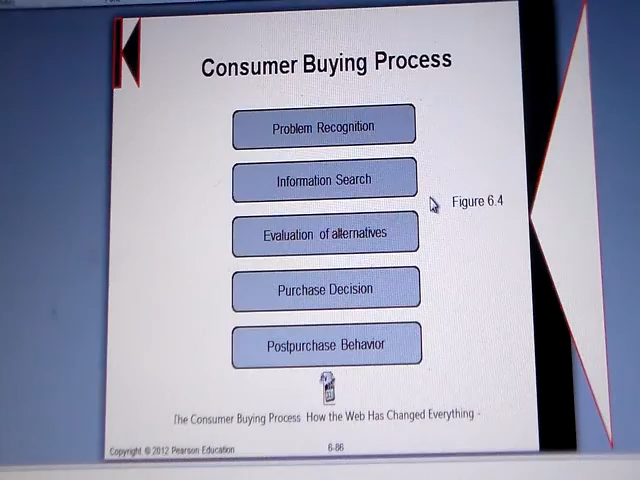 Consumer Buying Process
Problem Recognition
Information Search
Figure 6.4
Evaluation of alternatives
Purchase Decision
Postpurchase Behavior
The Consumer Buying Process How the Web Has Changed Everything -
Copyright © 2012 Pearson Education
6-86